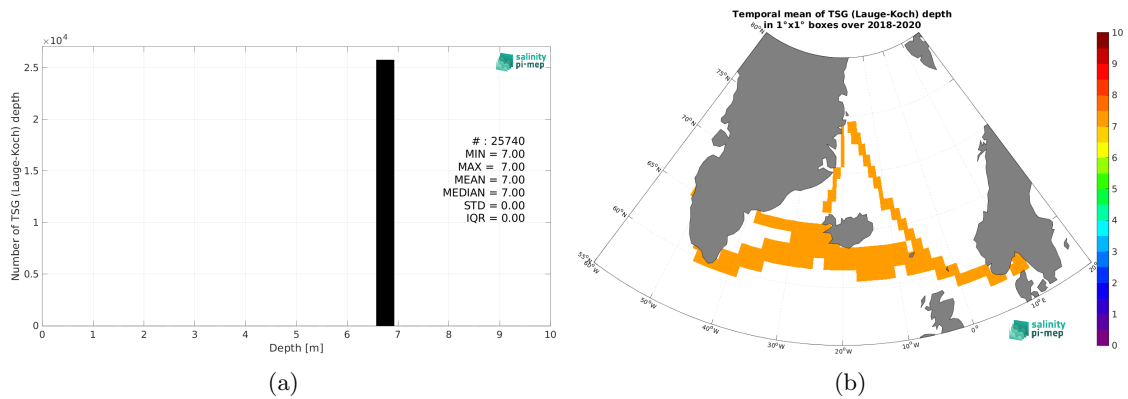 ×10⁴
2.5
2
1.5
1
0.5
0
0 1 2 3 4 5 6 7 8 9 10
Number of TSG (Lauge-Koch) depth
Depth [m]
salinity
pi-mep
# : 25740
MIN = 7.00
MAX = 7.00
MEAN = 7.00
MEDIAN = 7.00
STD = 0.00
IQR = 0.00
(a)
Temporal mean of TSG (Lauge-Koch) depth
in 1°x1° boxes over 2018-2020
80°N
75°N
70°N
65°N
60°N
55°N
60°W
50°W
40°W
30°W
20°W
10°W
0°
10°E
10
9
8
7
6
5
4
3
2
1
0
salinity
pi-mep
(b)